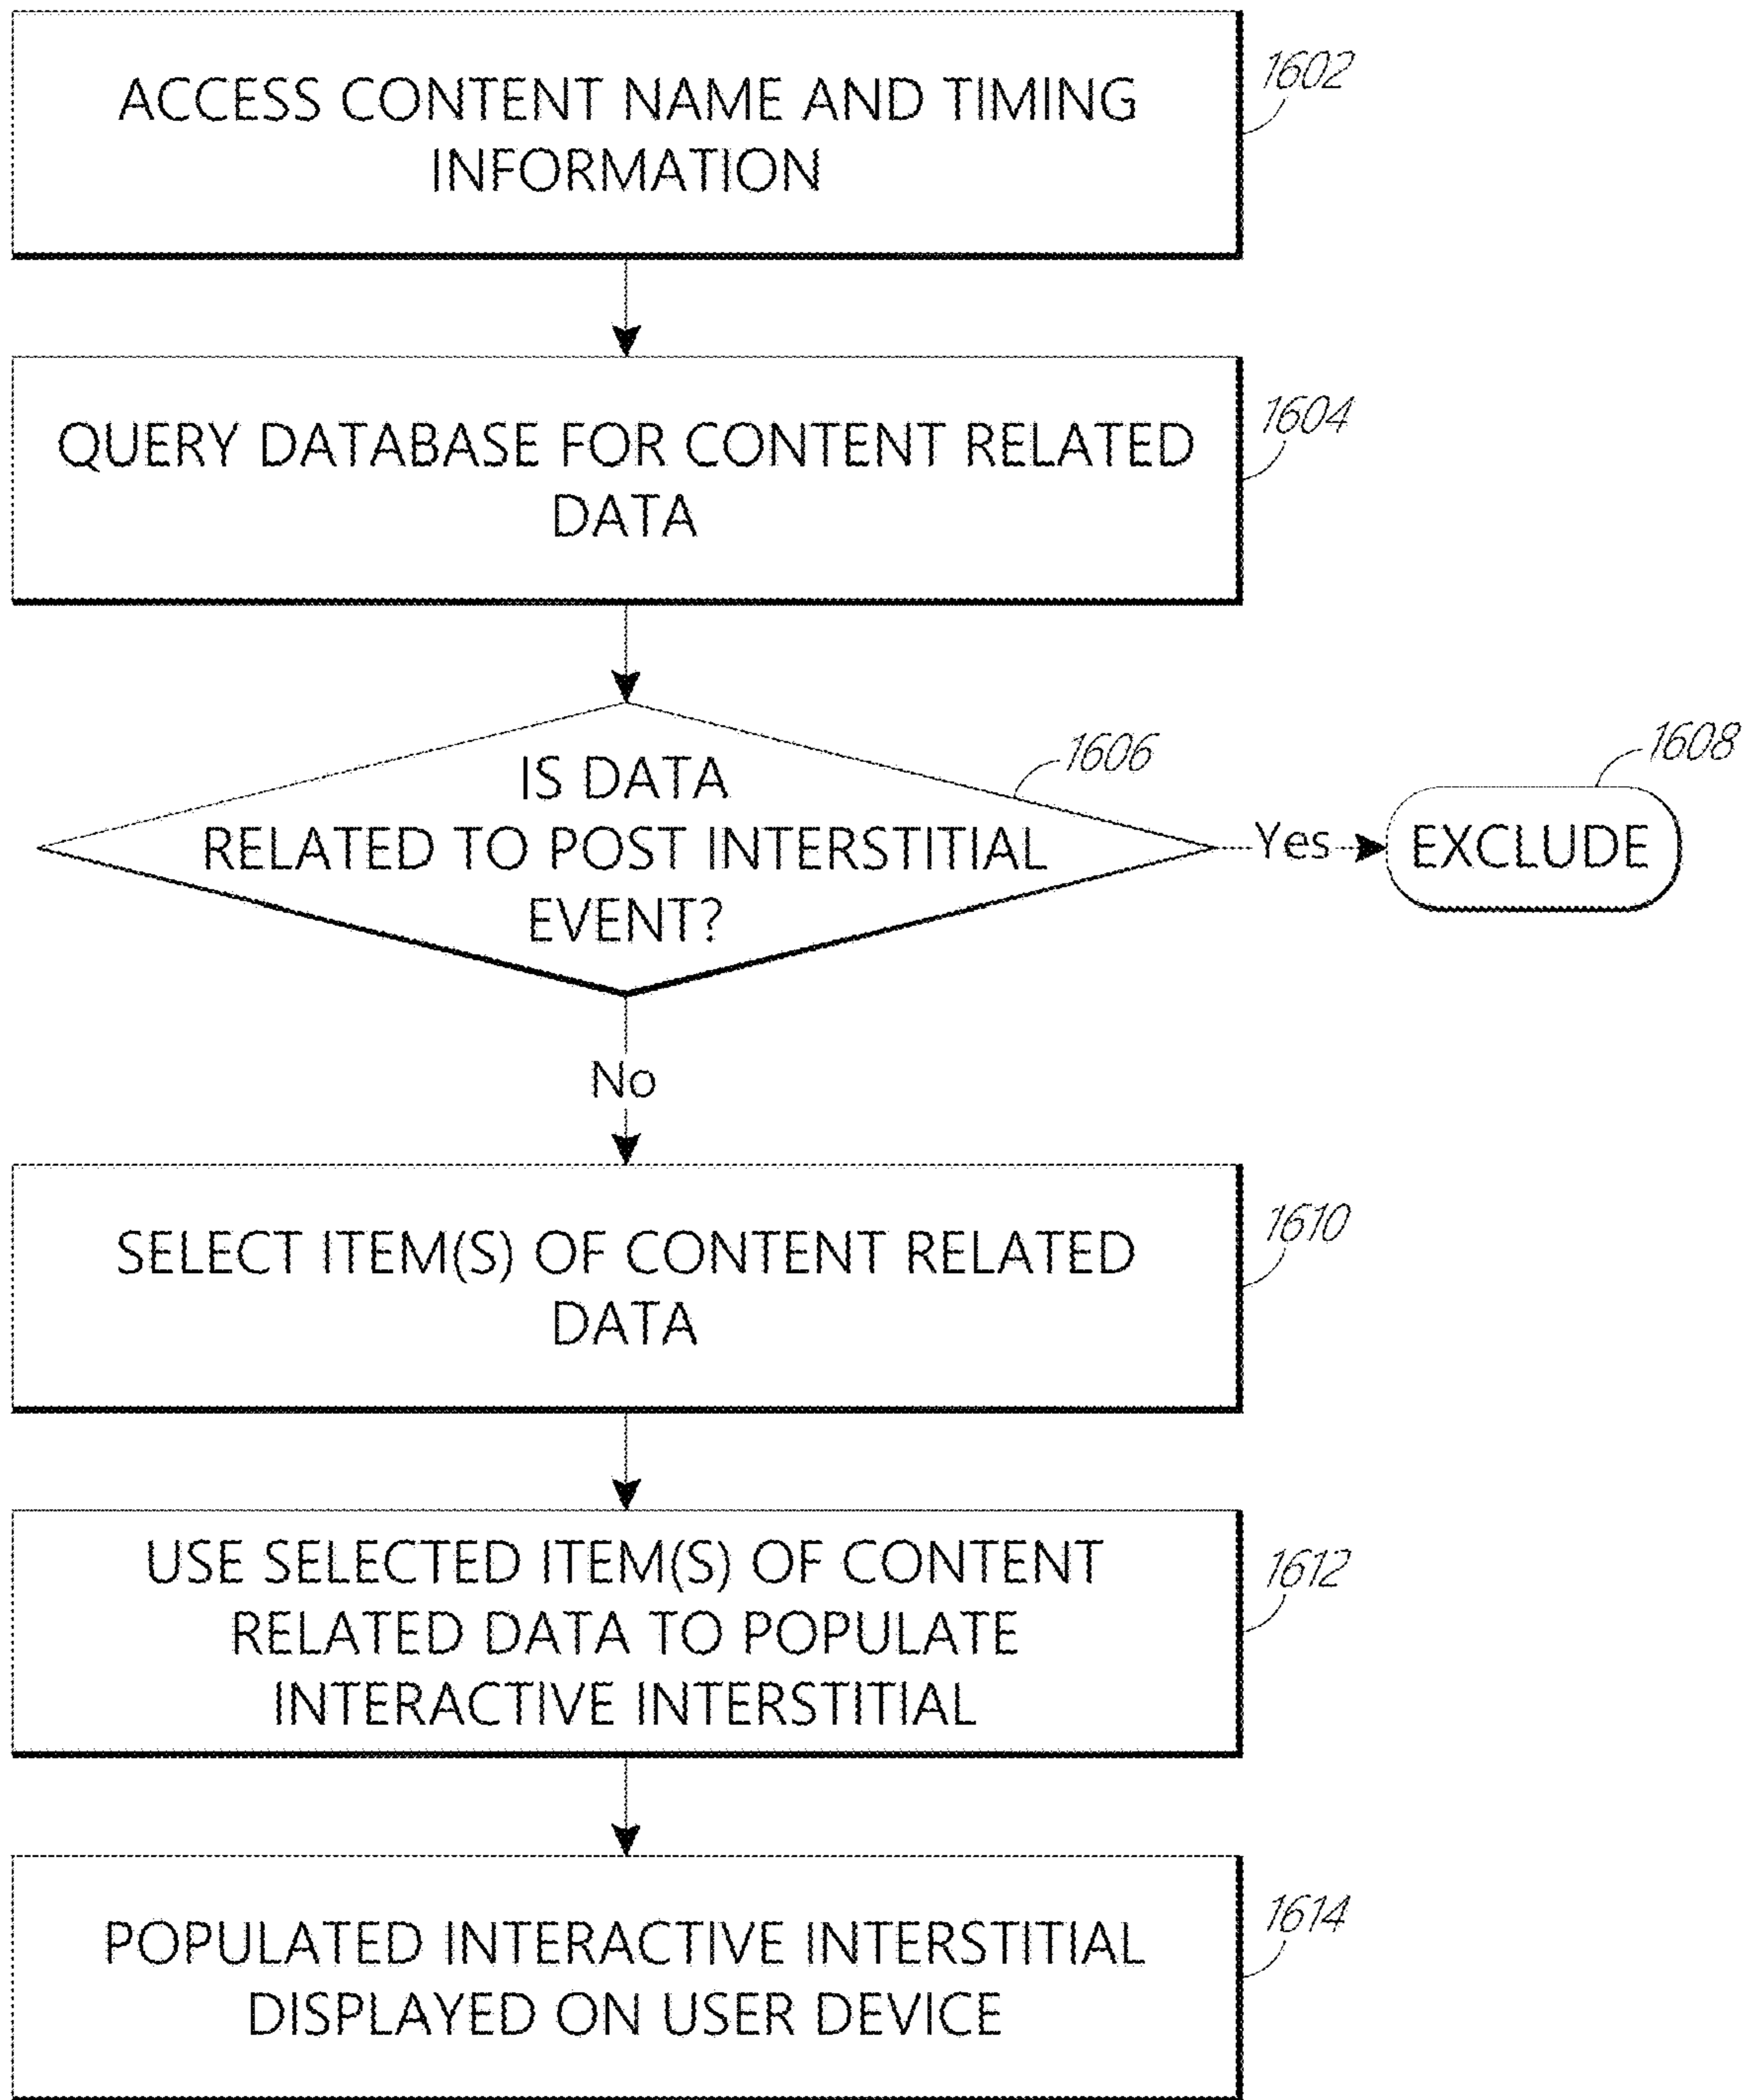 ACCESS CONTENT NAME AND TIMING
INFORMATION
1602
QUERY DATABASE FOR CONTENT RELATED
DATA
1604
IS DATA
RELATED TO POST INTERSTITIAL
EVENT?
1606
Yes
EXCLUDE
1608
No
SELECT ITEM(S) OF CONTENT RELATED
DATA
1610
USE SELECTED ITEM(S) OF CONTENT
RELATED DATA TO POPULATE
INTERACTIVE INTERSTITIAL
1612
POPULATED INTERACTIVE INTERSTITIAL
DISPLAYED ON USER DEVICE
1614